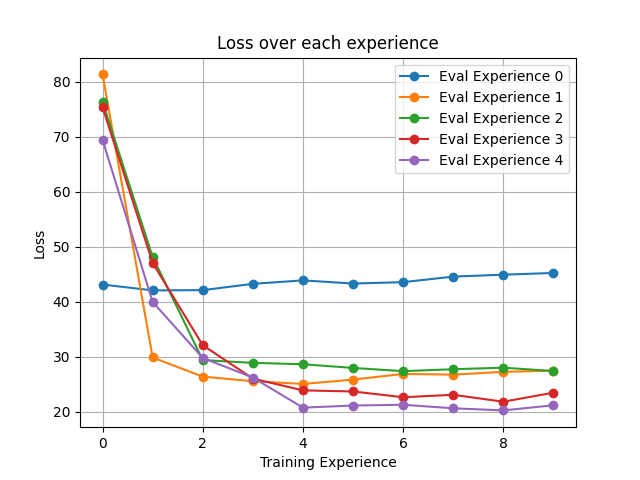 Loss over each experience
Eval Experience 0
Eval Experience 1
Eval Experience 2
Eval Experience 3
Eval Experience 4
80
70
60
50
40
30
20
Loss
0 2 4 6 8
Training Experience